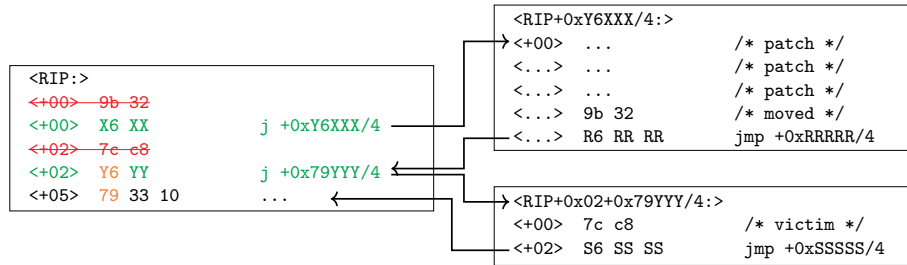 <RIP:>
<+00> 9b 32
<+00> X6 XX j +0xY6XXX/4
<+02> 7c c8
<+02> Y6 YY j +0x79YYY/4
<+05> 79 33 10 ...
<RIP+0xY6XXX/4:>
<+00> ... /* patch */
<...> ... /* patch */
<...> ... /* patch */
<...> 9b 32 /* moved */
<...> R6 RR RR jmp +0xRRRRR/4
<RIP+0x02+0x79YYY/4:>
<+00> 7c c8 /* victim */
<+02> S6 SS SS jmp +0xSSSSS/4